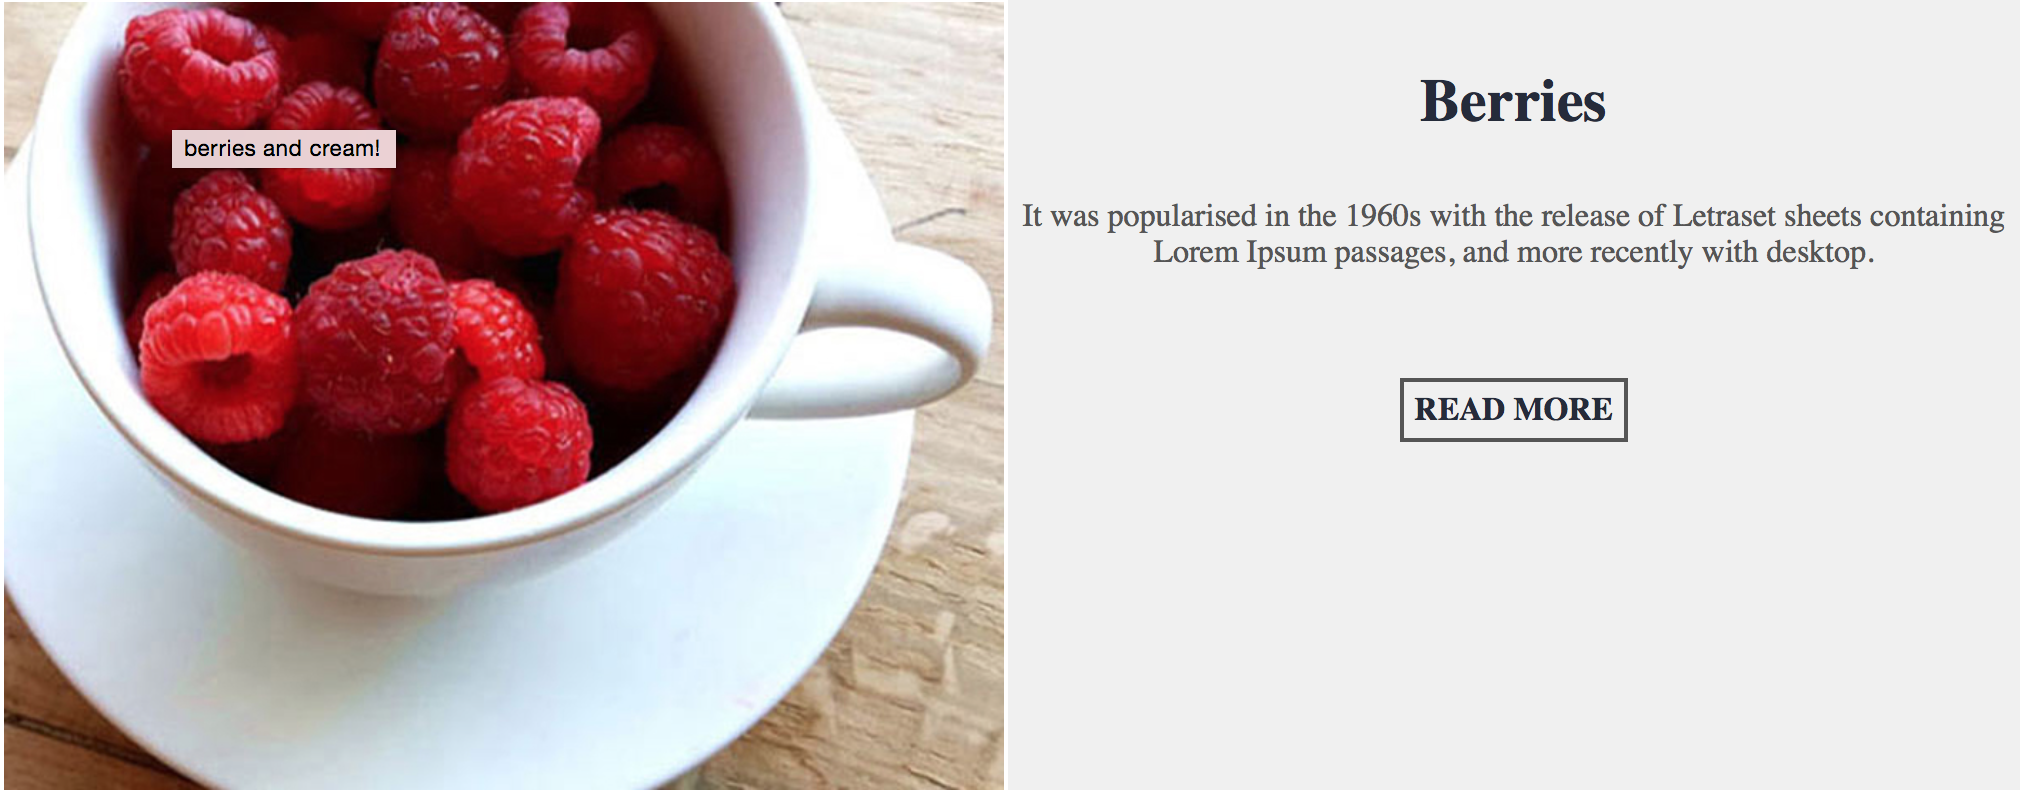 berries and cream!
Berries
It was popularised in the 1960s with the release of Letraset sheets containing
Lorem Ipsum passages, and more recently with desktop.
READ MORE